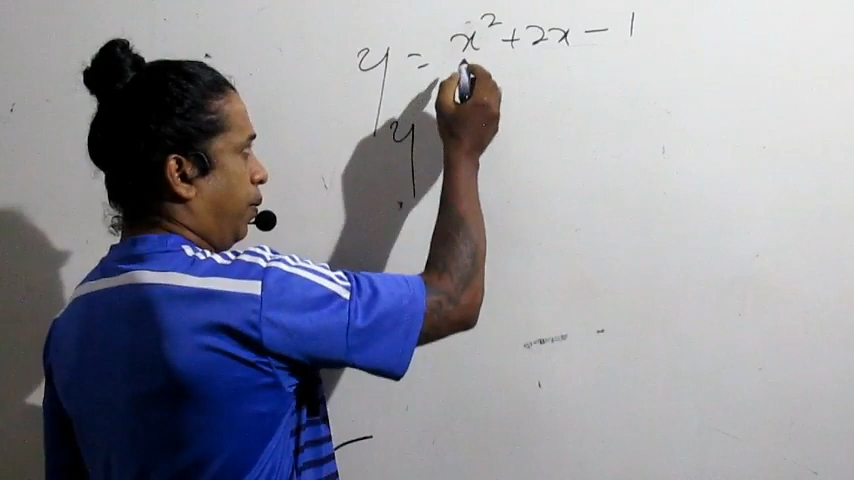 y = x² + 2x - 1
y